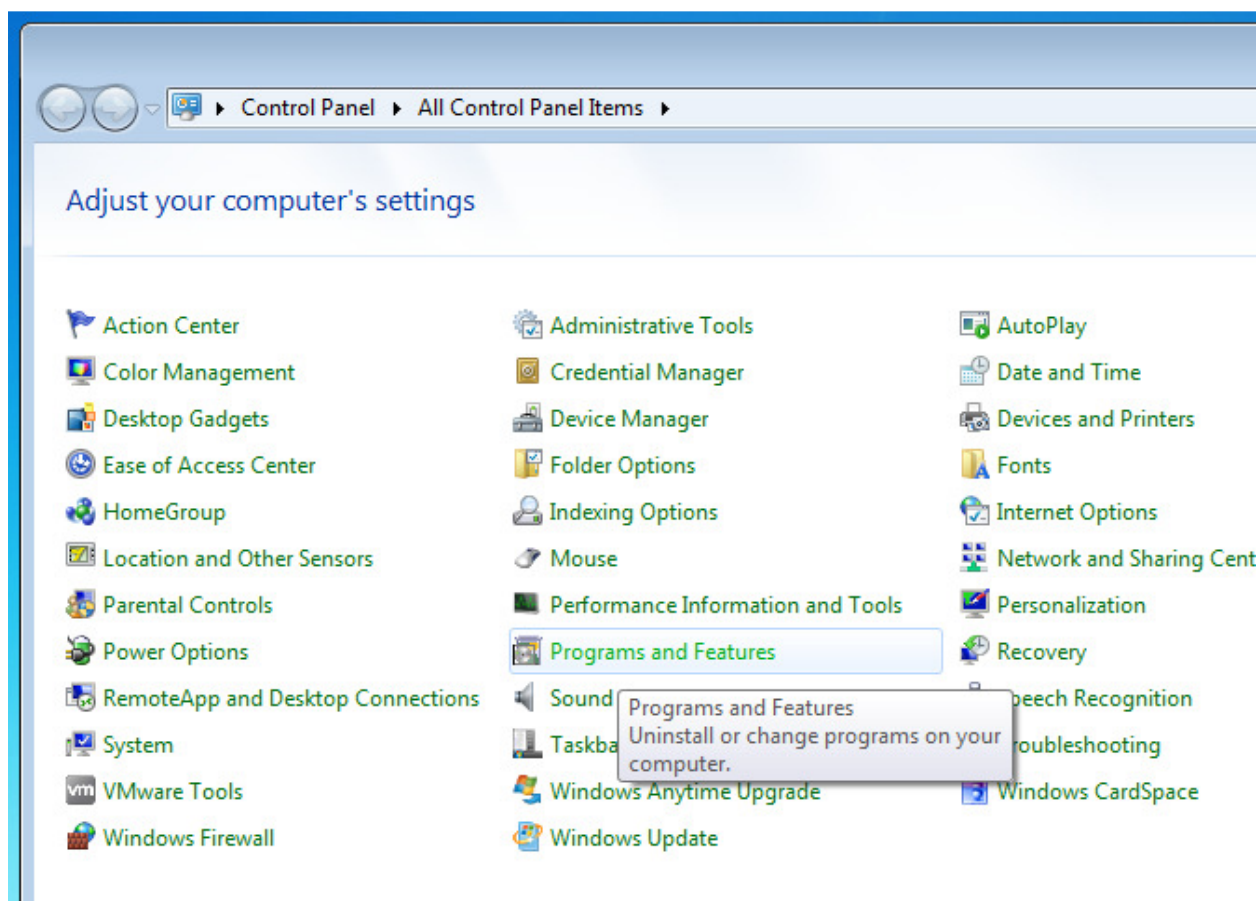 Control Panel All Control Panel Items
Adjust your computer's settings
Action Center Administrative Tools AutoPlay
Color Management Credential Manager Date and Time
Desktop Gadgets Device Manager Devices and Printers
Ease of Access Center Folder Options Fonts
HomeGroup Indexing Options Internet Options
Location and Other Sensors Mouse Network and Sharing Cent
Parental Controls Performance Information and Tools Personalization
Power Options Programs and Features Recovery
RemoteApp and Desktop Connections Sound Programs and Features peech Recognition
System Taskba Uninstall or change programs on your roubleshooting
computer.
vm VMware Tools Windows Anytime Upgrade Windows CardSpace
Windows Firewall Windows Update